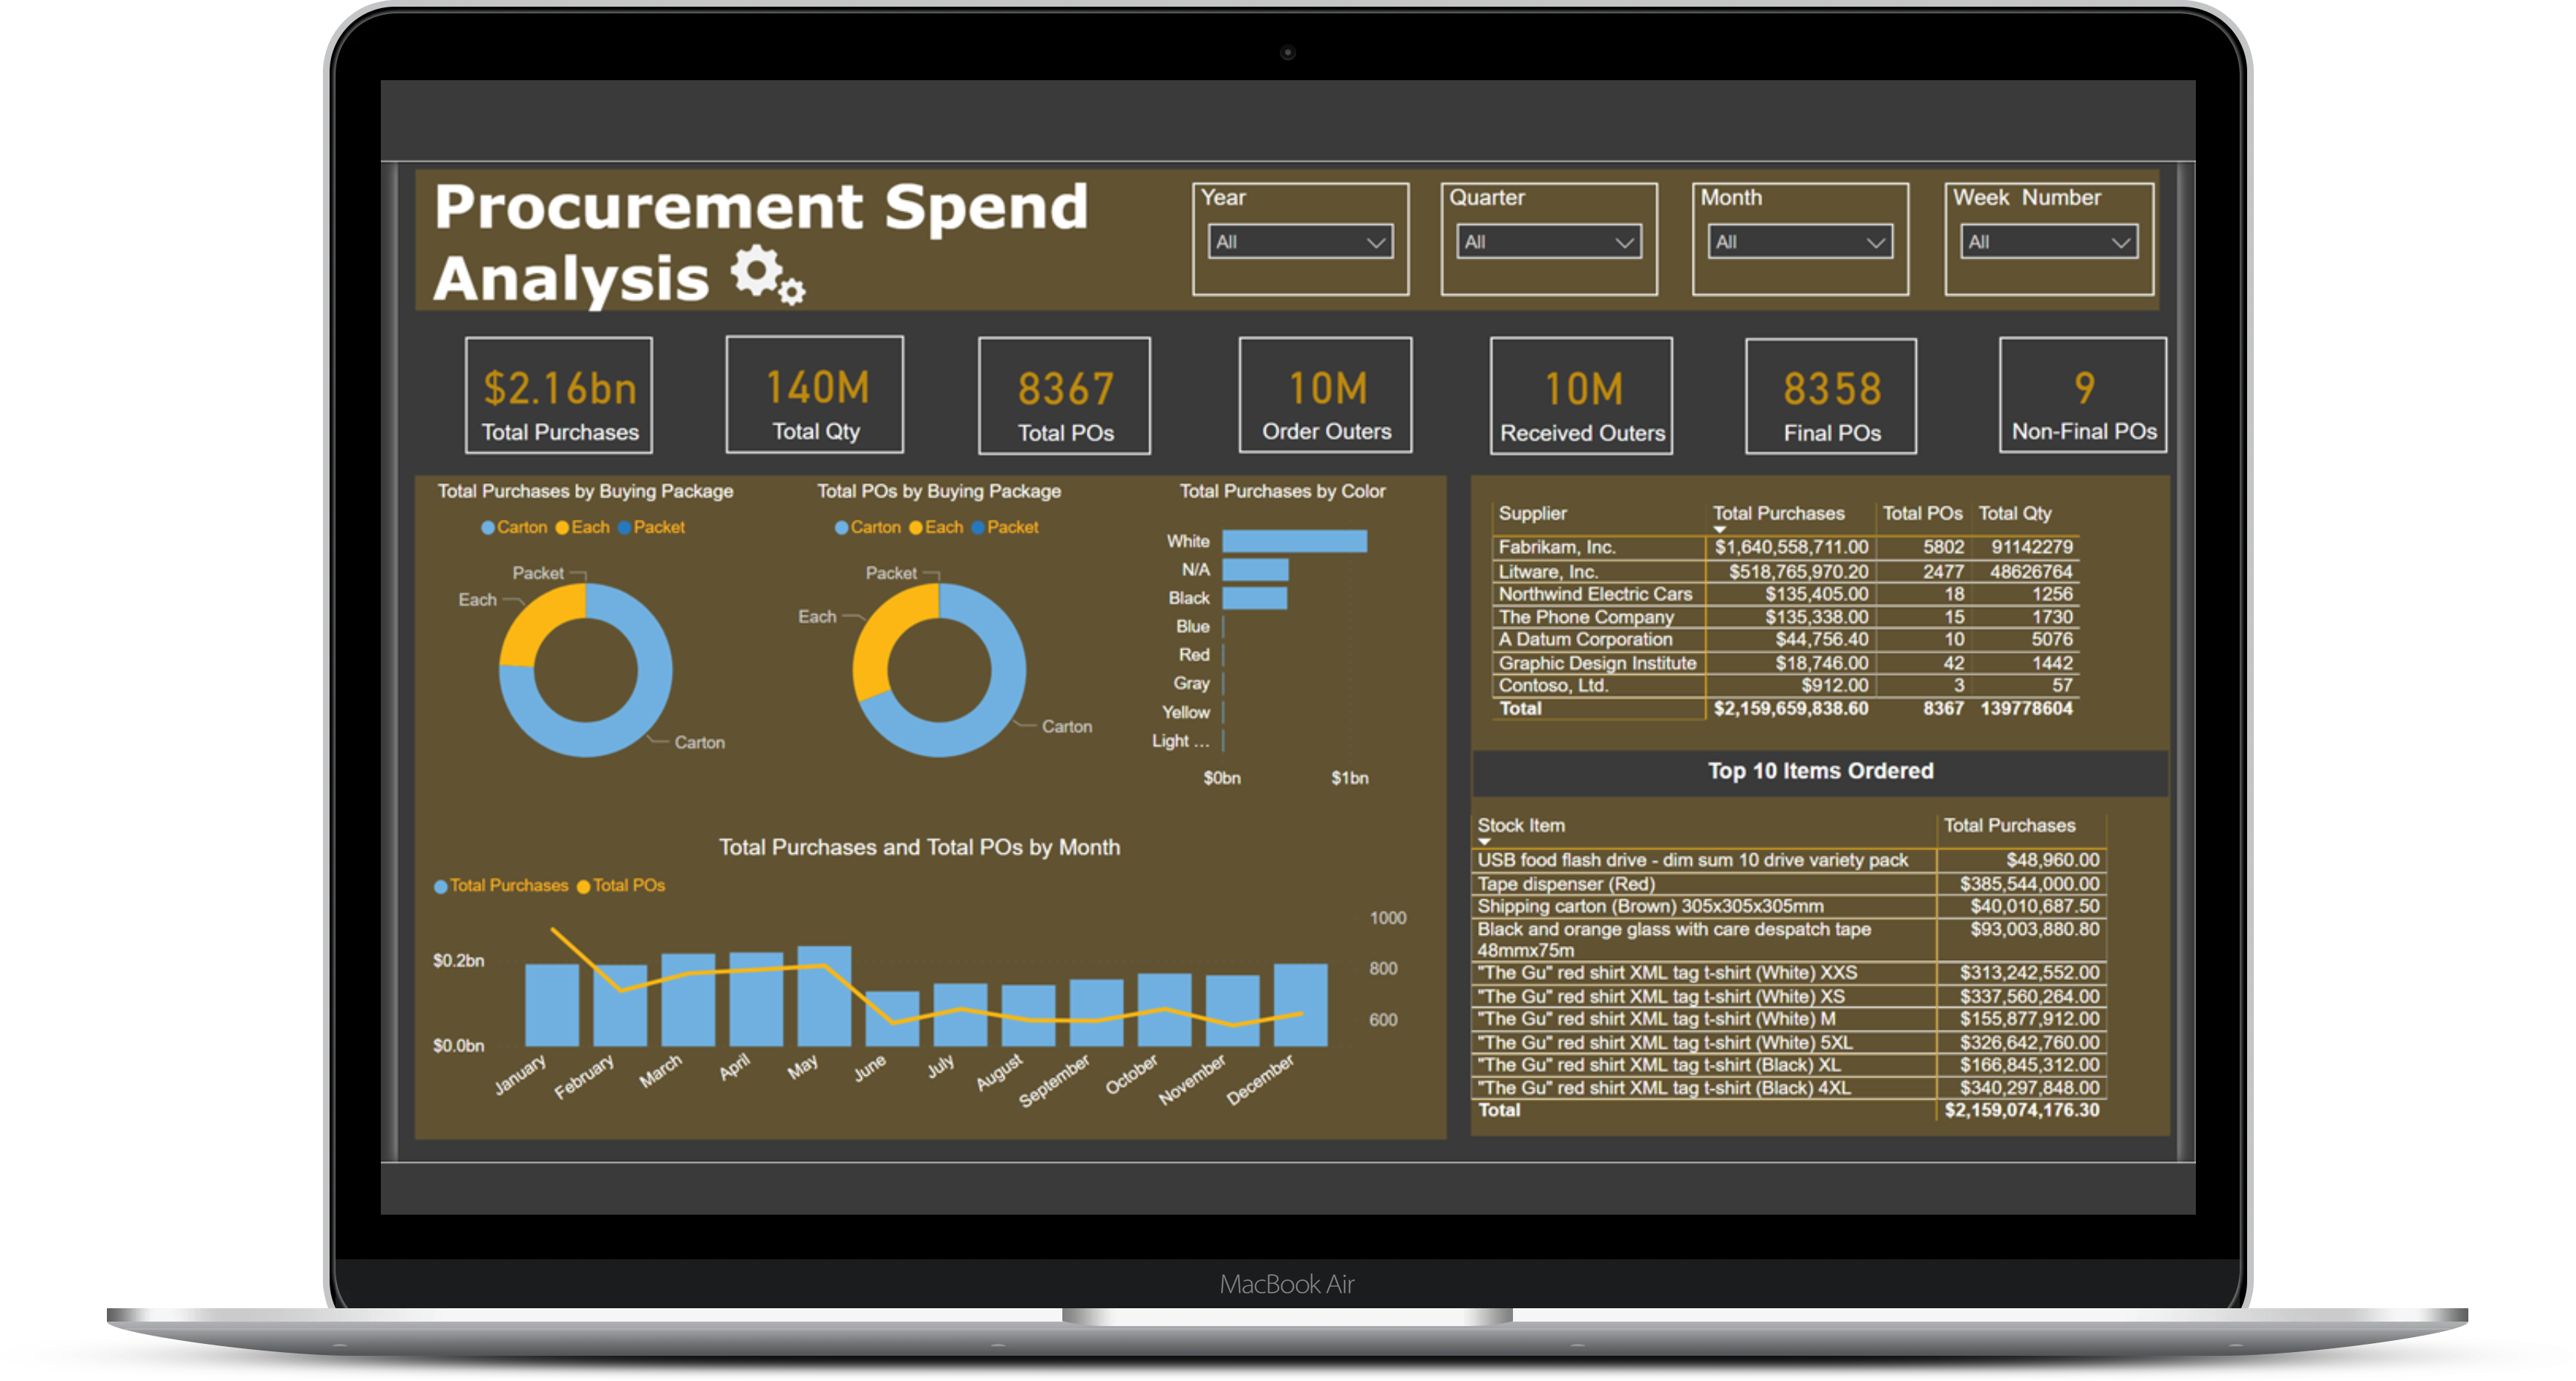 Procurement Spend
Analysis
Year
All
Quarter
All
Month
All
Week Number
All
$2.16bn
Total Purchases
140M
Total Qty
8367
Total POs
10M
Order Outers
10M
Received Outers
8358
Final POs
9
Non-Final POs
Total Purchases by Buying Package
Carton Each Packet
Packet
Each
Carton
Total POs by Buying Package
Carton Each Packet
Packet
Each
Carton
Total Purchases by Color
White
N/A
Black
Blue
Red
Gray
Yellow
Light ...
$0bn $1bn
Total Purchases and Total POs by Month
Total Purchases Total POs
1000
$0.2bn
800
600
$0.0bn
January February March April May June July August September October November December
Supplier Total Purchases Total POs Total Qty
Fabrikam, Inc. $1,640,558,711.00 5802 91142279
Litware, Inc. $518,765,970.20 2477 48626764
Northwind Electric Cars $135,405.00 18 1256
The Phone Company $135,338.00 15 1730
A Datum Corporation $44,756.40 10 5076
Graphic Design Institute $18,746.00 42 1442
Contoso, Ltd. $912.00 3 57
Total $2,159,659,838.60 8367 139778604
Top 10 Items Ordered
Stock Item Total Purchases
USB food flash drive - dim sum 10 drive variety pack $48,960.00
Tape dispenser (Red) $385,544,000.00
Shipping carton (Brown) 305x305x305mm $40,010,687.50
Black and orange glass with care despatch tape $93,003,880.80
48mmx75m
"The Gu" red shirt XML tag t-shirt (White) XXS $313,242,552.00
"The Gu" red shirt XML tag t-shirt (White) XS $337,560,264.00
"The Gu" red shirt XML tag t-shirt (White) M $155,877,912.00
"The Gu" red shirt XML tag t-shirt (White) 5XL $326,642,760.00
"The Gu" red shirt XML tag t-shirt (Black) XL $166,845,312.00
"The Gu" red shirt XML tag t-shirt (Black) 4XL $340,297,848.00
Total $2,159,074,176.30
MacBook Air